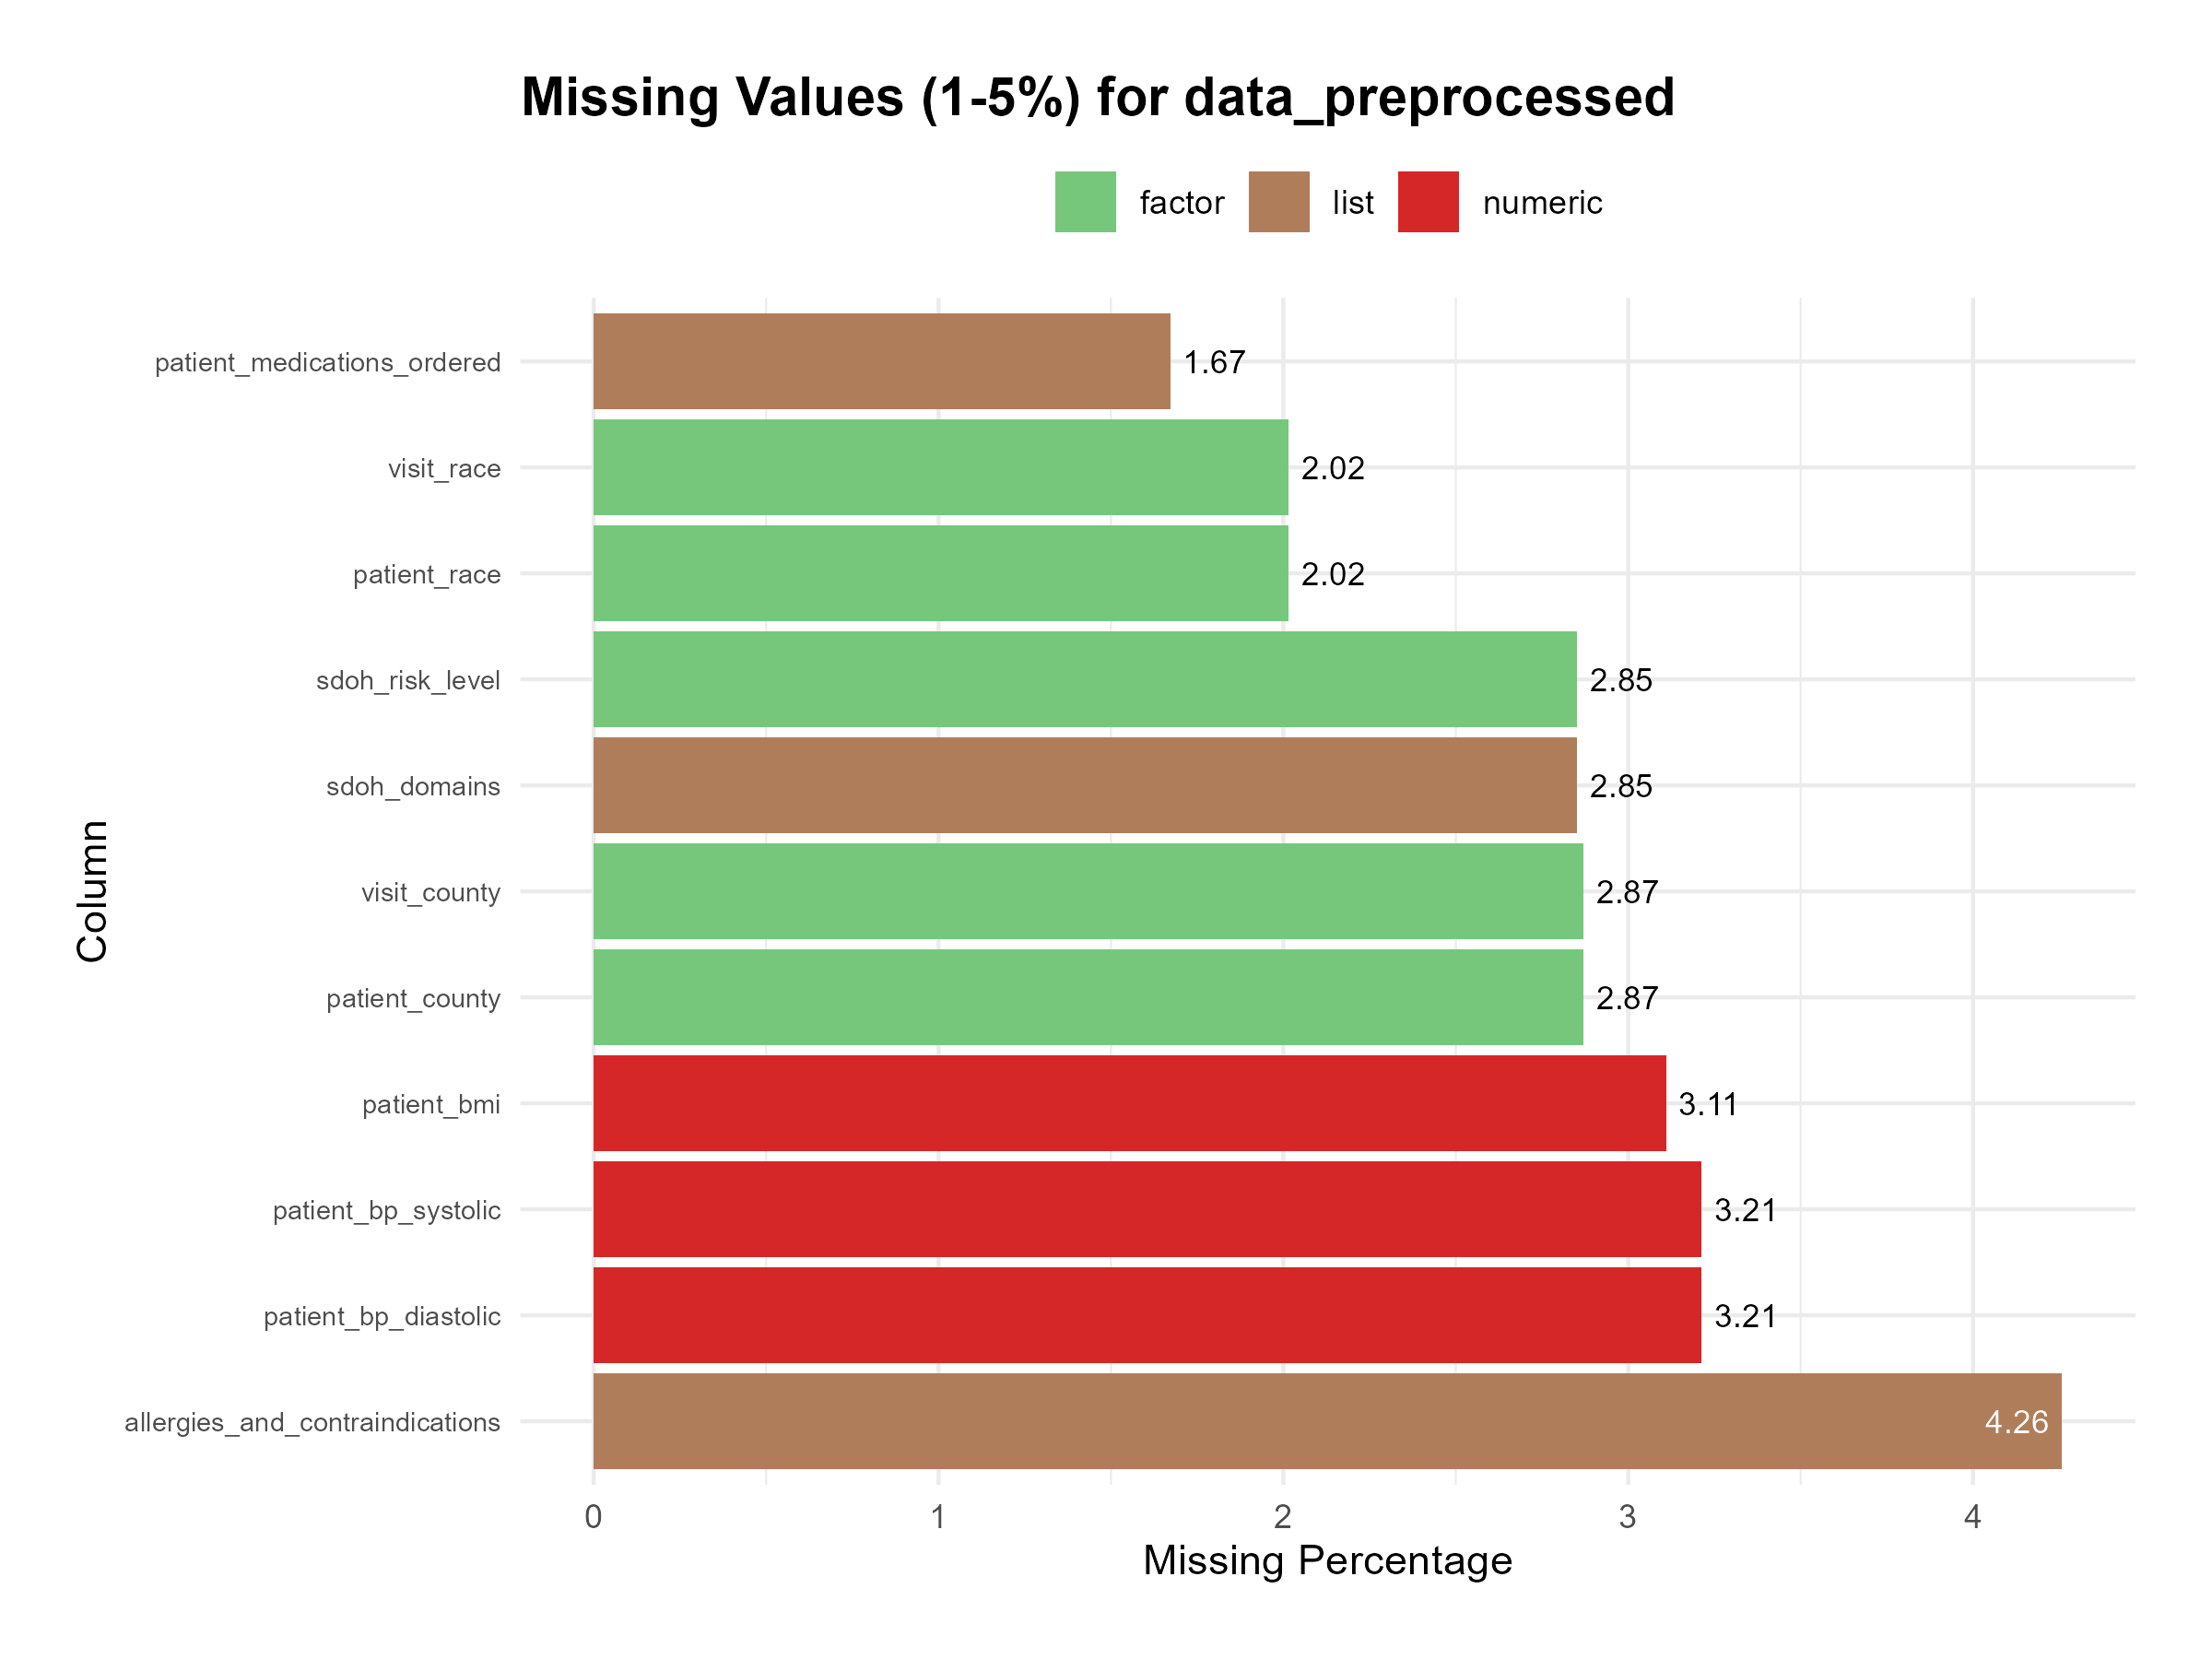 Missing Values (1-5%) for data_preprocessed
factor list numeric
patient_medications_ordered 1.67
visit_race 2.02
patient_race 2.02
sdoh_risk_level 2.85
sdoh_domains 2.85
visit_county 2.87
patient_county 2.87
patient_bmi 3.11
patient_bp_systolic 3.21
patient_bp_diastolic 3.21
allergies_and_contraindications 4.26
Column
0 1 2 3 4
Missing Percentage